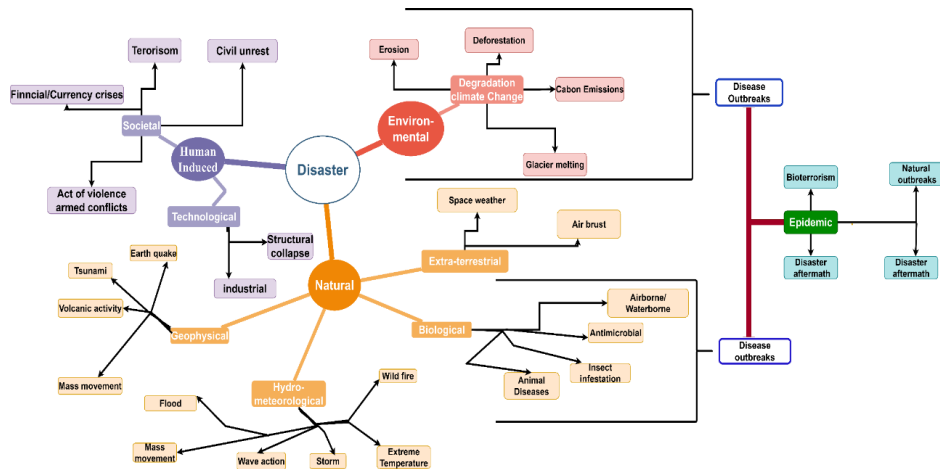 Terorisom
Civil unrest
Finncial/Currency crises
Societal
Human
Induced
Act of violence
armed conflicts
Technological
Structural
collapse
industrial
Disaster
Environ-
mental
Erosion
Deforestation
Degradation
climate Change
Cabon Emissions
Glacier melting
Disease
Outbreaks
Bioterrorism
Natural
outbreaks
Epidemic
Disaster
aftermath
Disaster
aftermath
Disease
outbreaks
Space weather
Air brust
Extra-terrestrial
Natural
Earth quake
Tsunami
Volcanic activity
Geophysical
Mass movement
Biological
Airborne/
Waterborne
Antimicrobial
Insect
infestation
Animal
Diseases
Hydro-
meteorological
Wild fire
Flood
Mass
movement
Wave action
Storm
Extreme
Temperature